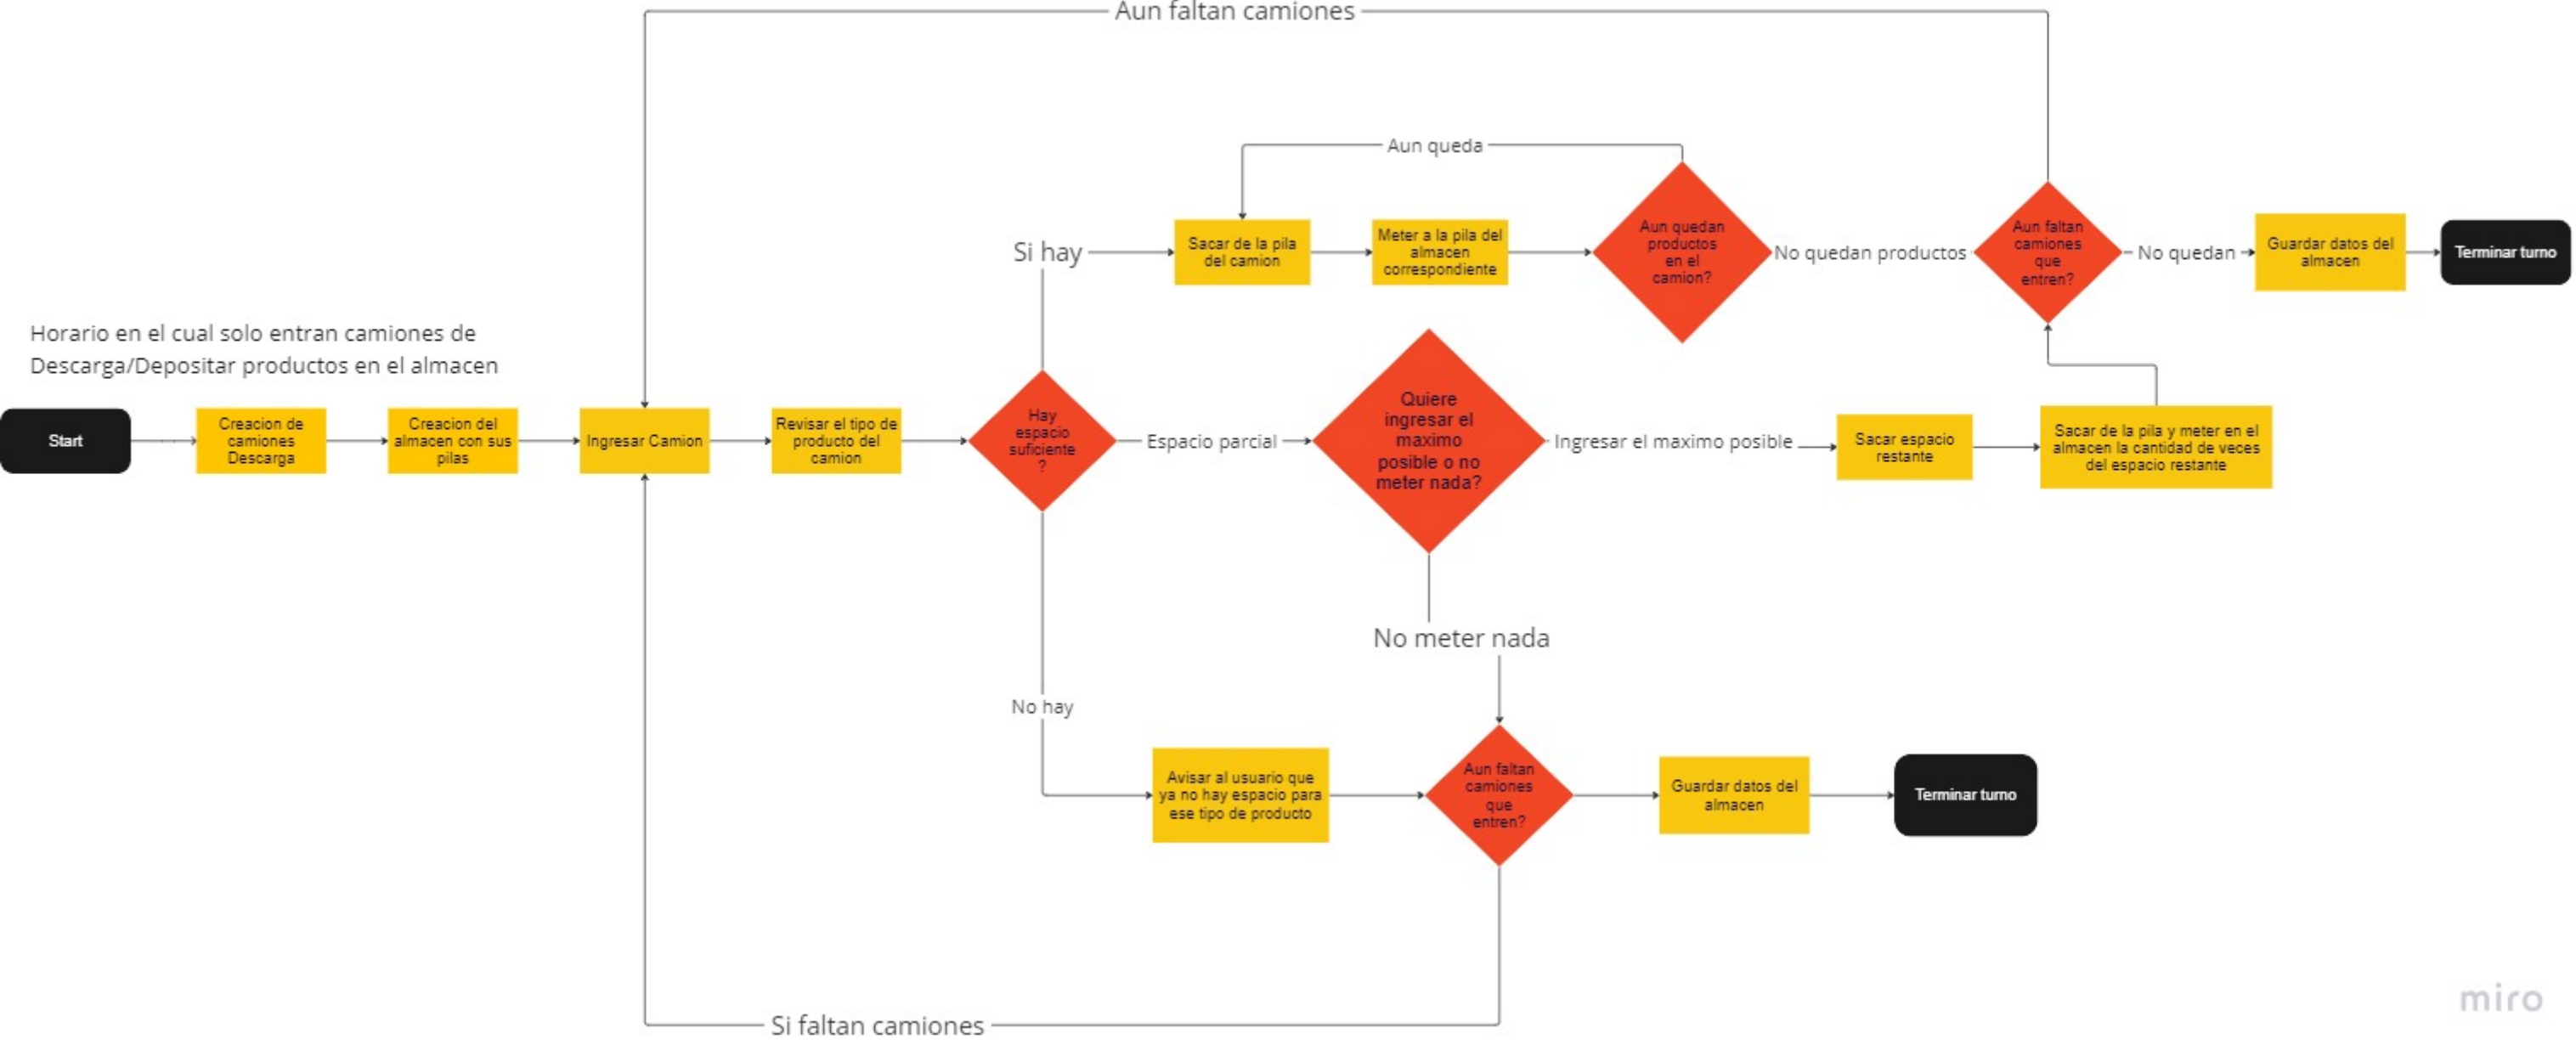 Aun faltan camiones
Aun queda
Si hay
Sacar de la pila
del camion
Meter a la pila del
almacen
correspondiente
Aun quedan
productos
en el
camion?
No quedan productos
Aun faltan
camiones
que
entren?
No quedan
Guardar datos del
almacen
Terminar turno
Horario en el cual solo entran camiones de
Descarga/Depositar productos en el almacen
Start
Creacion de
camiones
Descarga
Creacion del
almacen con sus
pilas
Ingresar Camion
Revisar el tipo de
producto del
camion
Hay
espacio
suficiente
?
Espacio parcial
Quiere
ingresar el
maximo
posible o no
meter nada?
Ingresar el maximo posible
Sacar espacio
restante
Sacar de la pila y meter en el
almacen la cantidad de veces
del espacio restante
No meter nada
No hay
Avisar al usuario que
ya no hay espacio para
ese tipo de producto
Aun faltan
camiones
que
entren?
Guardar datos del
almacen
Terminar turno
Si faltan camiones
miro